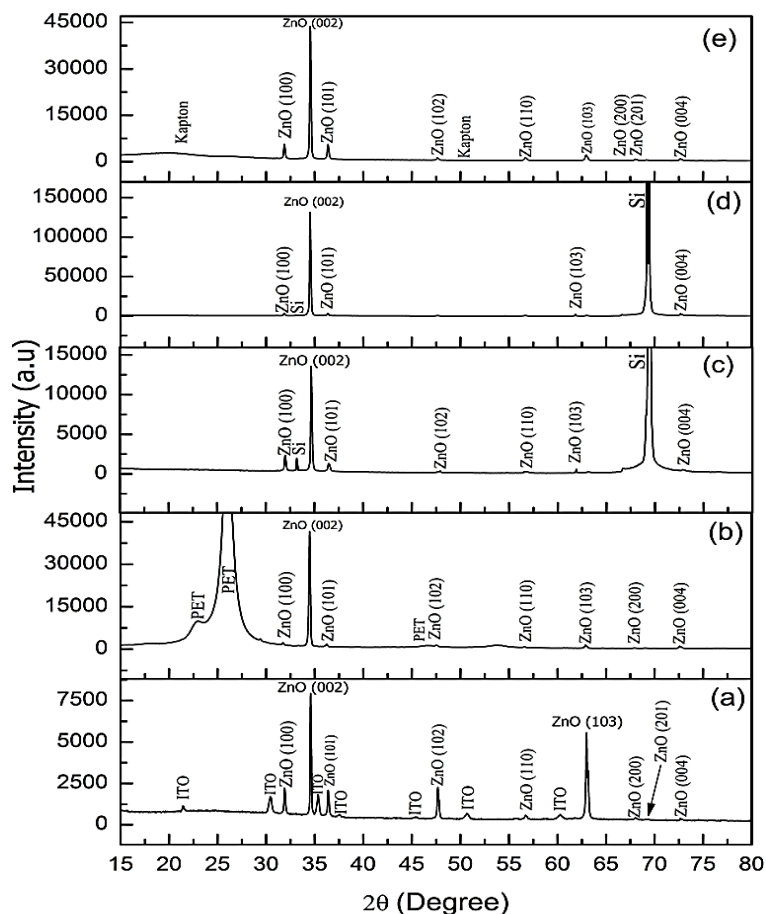 Intensity (a.u)
45000
30000
15000
0
(e)
Kapton
ZnO (100)
ZnO (002)
ZnO (101)
ZnO (102)
Kapton
ZnO (110)
ZnO (103)
ZnO (200)
ZnO (201)
ZnO (004)
150000
100000
50000
0
(d)
ZnO (100)
Si
ZnO (002)
ZnO (101)
ZnO (103)
Si
ZnO (004)
15000
10000
5000
0
(c)
ZnO (100)
Si
ZnO (002)
ZnO (101)
ZnO (102)
ZnO (110)
ZnO (103)
Si
ZnO (004)
45000
30000
15000
0
(b)
PET
PET
ZnO (100)
ZnO (002)
ZnO (101)
PET
ZnO (102)
ZnO (110)
ZnO (103)
ZnO (200)
ZnO (004)
7500
5000
2500
0
(a)
ITO
ITO
ZnO (100)
ZnO (002)
ITO
ZnO (101)
ITO
ITO
ZnO (102)
ITO
ZnO (110)
ITO
ZnO (103)
ZnO (200)
ZnO (201)
ZnO (004)
15 20 25 30 35 40 45 50 55 60 65 70 75 80
2θ (Degree)